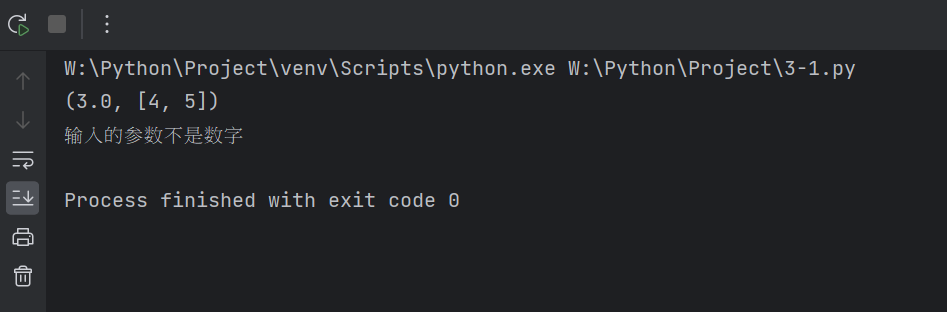 W:\Python\Project\venv\Scripts\python.exe W:\Python\Project\3-1.py
(3.0, [4, 5])
输入的参数不是数字
Process finished with exit code 0